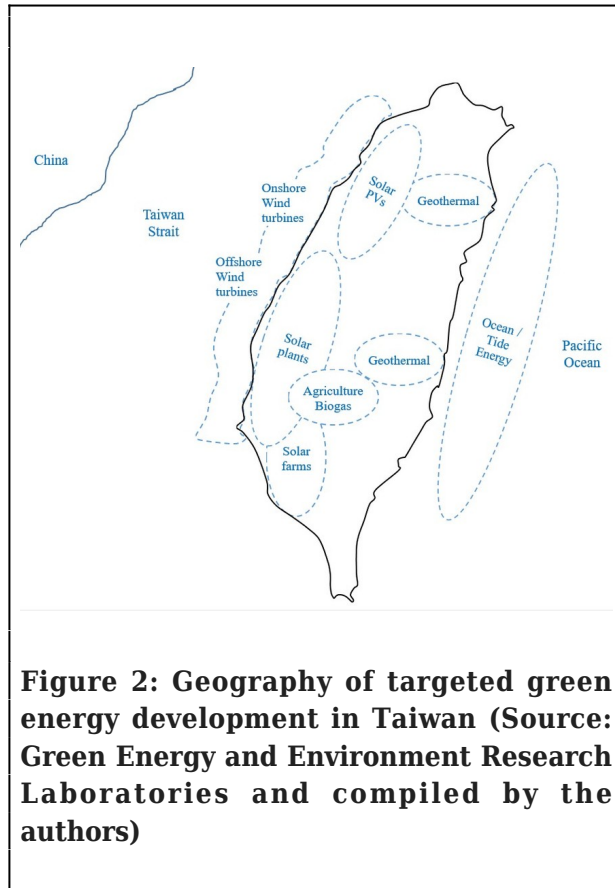 China
Taiwan
Strait
Onshore
Wind
turbines
Offshore
Wind
turbines
Solar
PVs
Geothermal
Solar
plants
Geothermal
Agriculture
Biogas
Solar
farms
Ocean /
Tide
Energy
Pacific
Ocean
Figure 2: Geography of targeted green
energy development in Taiwan (Source:
Green Energy and Environment Research
Laboratories and compiled by the
authors)